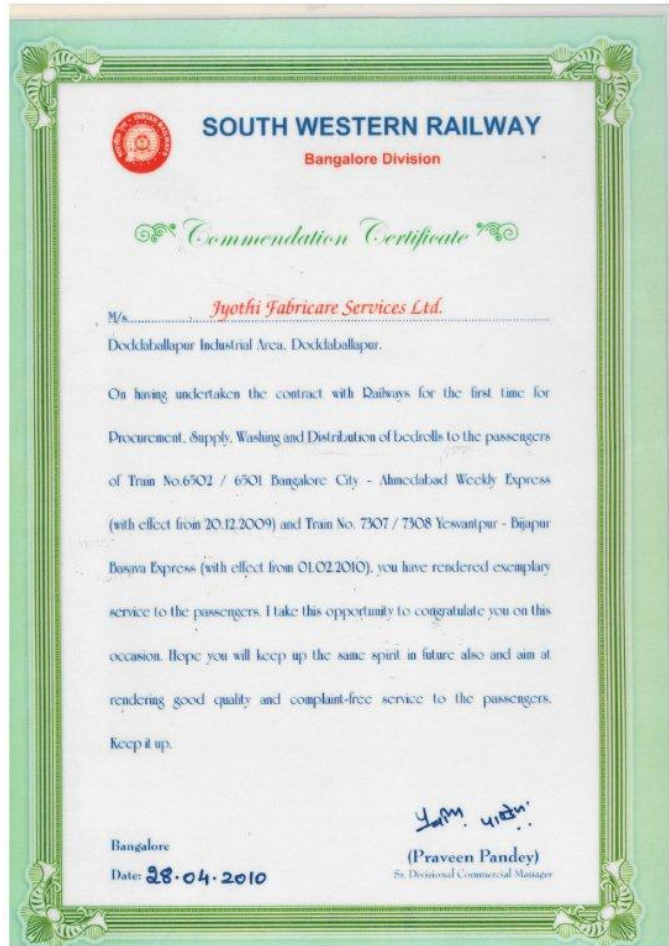 SOUTH WESTERN RAILWAY
Bangalore Division
Commendation Certificate
M/s. Jyothi Fabricare Services Ltd.
Doddaballapur Industrial Area, Doddaballapur.
On having undertaken the contract with Railways for the first time for
Procurement, Supply, Washing and Distribution of bedrolls to the passengers
of Train No.6502 / 6501 Bangalore City - Ahmedabad Weekly Express
(with effect from 20.12.2009) and Train No. 7307 / 7308 Yesvantpur - Bijapur
Basava Express (with effect from 01.02.2010), you have rendered exemplary
service to the passengers. I take this opportunity to congratulate you on this
occasion. Hope you will keep up the same spirit in future also and aim at
rendering good quality and complaint-free service to the passengers.
Keep it up.
Bangalore
(Praveen Pandey)
Date: 28.04.2010
Sr. Divisional Commercial Manager